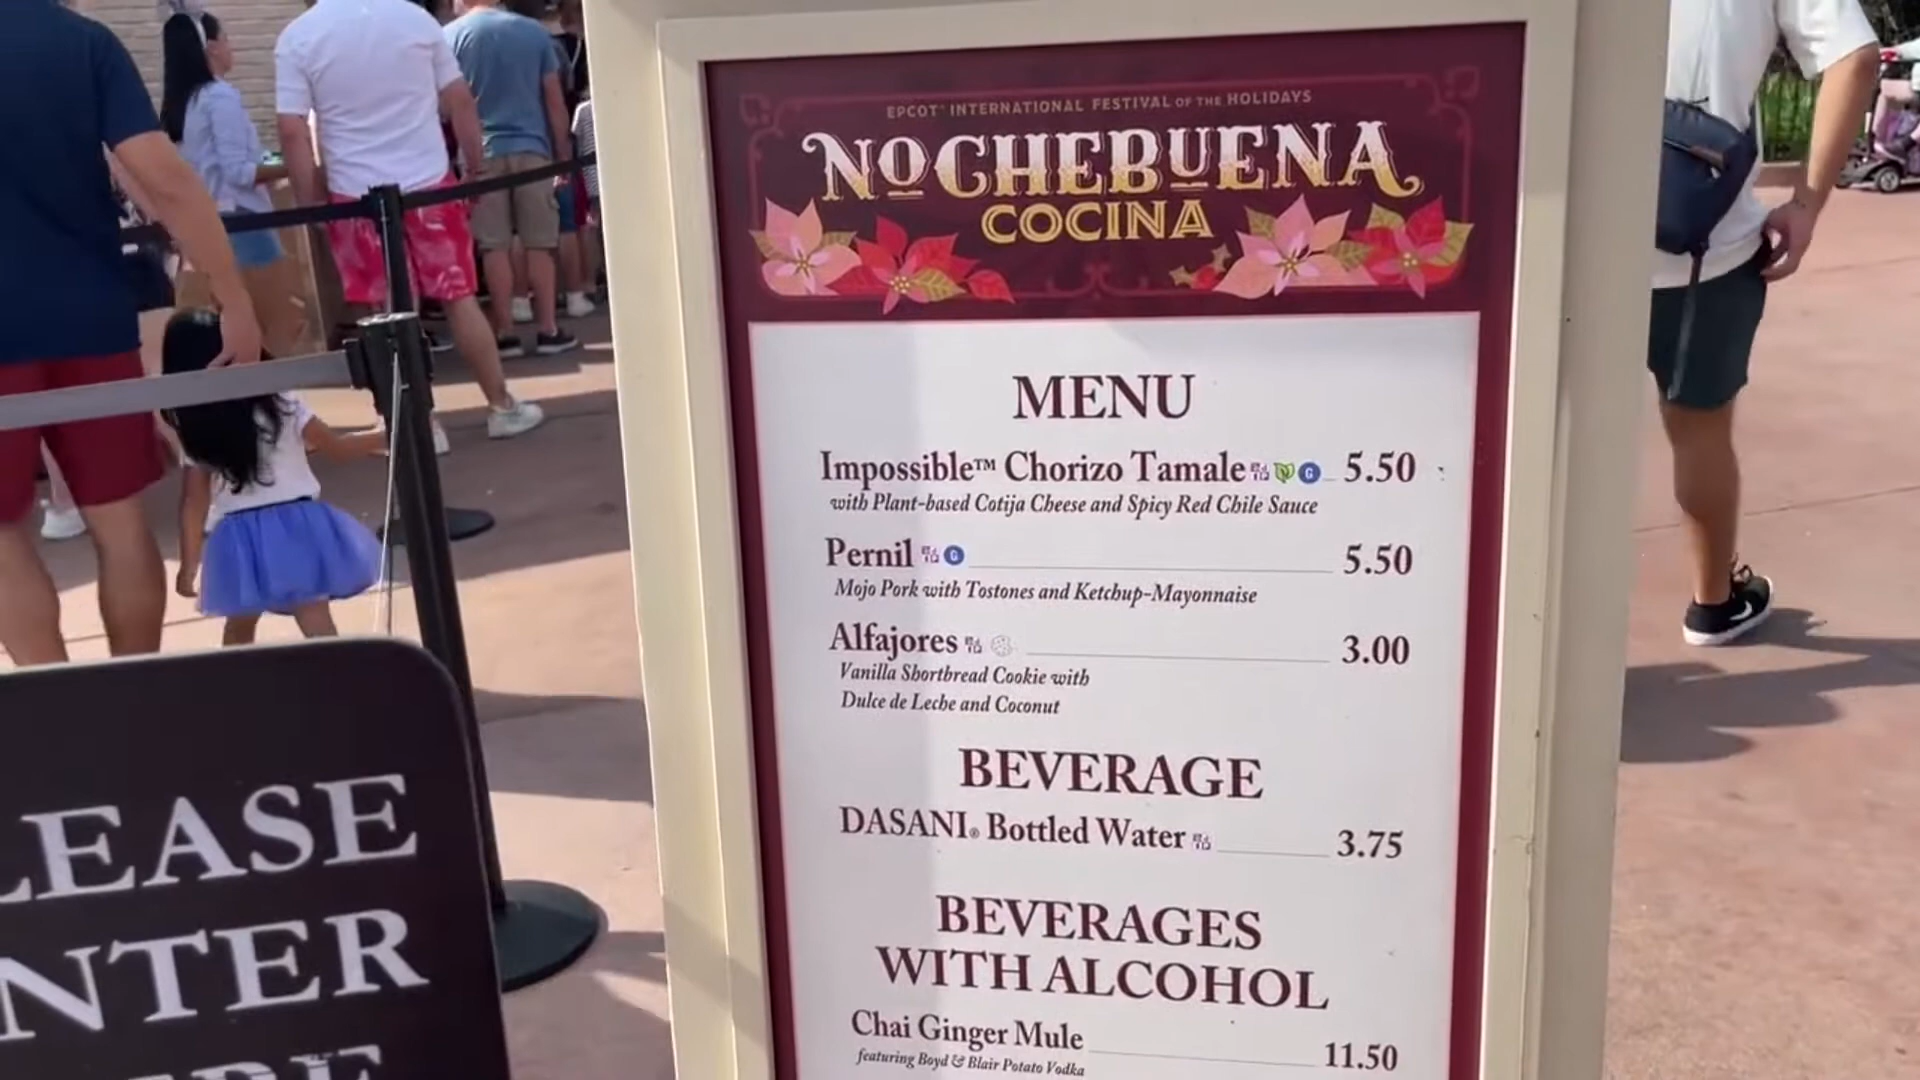 EPCOT® INTERNATIONAL FESTIVAL OF THE HOLIDAYS
NOCHEBUENA
COCINA
MENU
Impossible™ Chorizo Tamale G 5.50
with Plant-based Cotija Cheese and Spicy Red Chile Sauce
Pernil G 5.50
Mojo Pork with Tostones and Ketchup-Mayonnaise
Alfajores 3.00
Vanilla Shortbread Cookie with
Dulce de Leche and Coconut
BEVERAGE
DASANI® Bottled Water 3.75
BEVERAGES
WITH ALCOHOL
Chai Ginger Mule 11.50
featuring Boyd & Blair Potato Vodka
LEASE
NTER